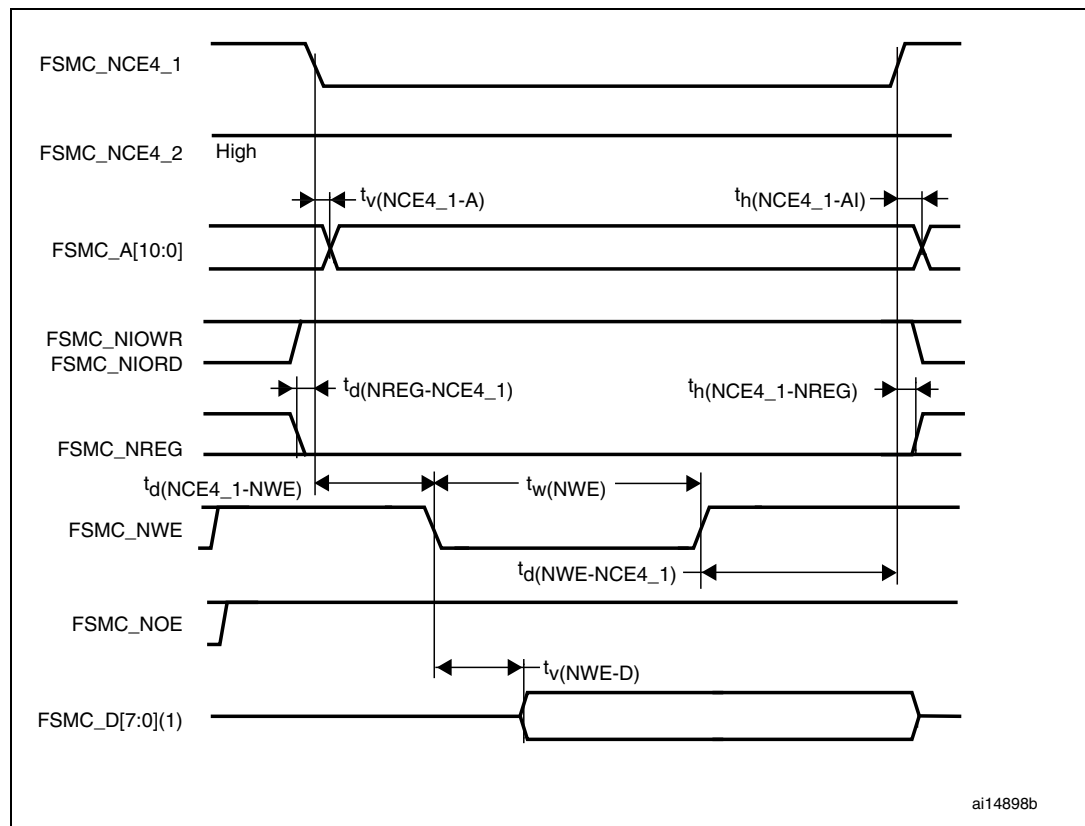 FSMC_NCE4_1
FSMC_NCE4_2 High
tv(NCE4_1-A) th(NCE4_1-AI)
FSMC_A[10:0]
FSMC_NIOWR
FSMC_NIORD
td(NREG-NCE4_1) th(NCE4_1-NREG)
FSMC_NREG
td(NCE4_1-NWE) tw(NWE)
FSMC_NWE
td(NWE-NCE4_1)
FSMC_NOE
tv(NWE-D)
FSMC_D[7:0](1)
ai14898b